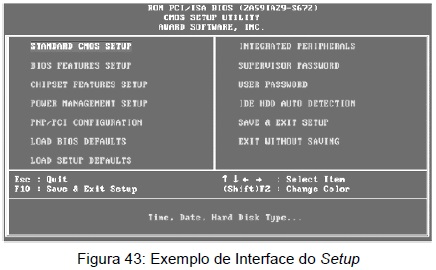 ROM PCI/ISA BIOS (2A59IA29-S672)
CMOS SETUP UTILITY
AWARD SOFTWARE, INC.
STANDARD CMOS SETUP
BIOS FEATURES SETUP
CHIPSET FEATURES SETUP
POWER MANAGEMENT SETUP
PNP/PCI CONFIGURATION
LOAD BIOS DEFAULTS
LOAD SETUP DEFAULTS
INTEGRATED PERIPHERALS
SUPERVISOR PASSWORD
USER PASSWORD
IDE HDD AUTO DETECTION
SAVE & EXIT SETUP
EXIT WITHOUT SAVING
Esc : Quit
F10 : Save & Exit Setup
↑ ↓ ← → : Select Item
(Shift)F2 : Change Color
Time, Date, Hard Disk Type...
Figura 43: Exemplo de Interface do Setup